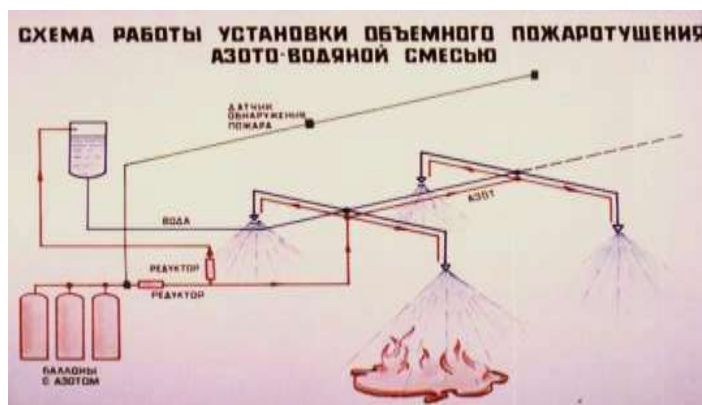 СХЕМА РАБОТЫ УСТАНОВКИ ОБЪЕМНОГО ПОЖАРОТУШЕНИЯ
АЗОТО-ВОДЯНОЙ СМЕСЬЮ
ДАТЧИК
ОБНАРУЖЕНИЯ
ПОЖАРА
АЗОТ
ВОДА
РЕДУКТОР
РЕДУКТОР
БАЛЛОНЫ
С АЗОТОМ